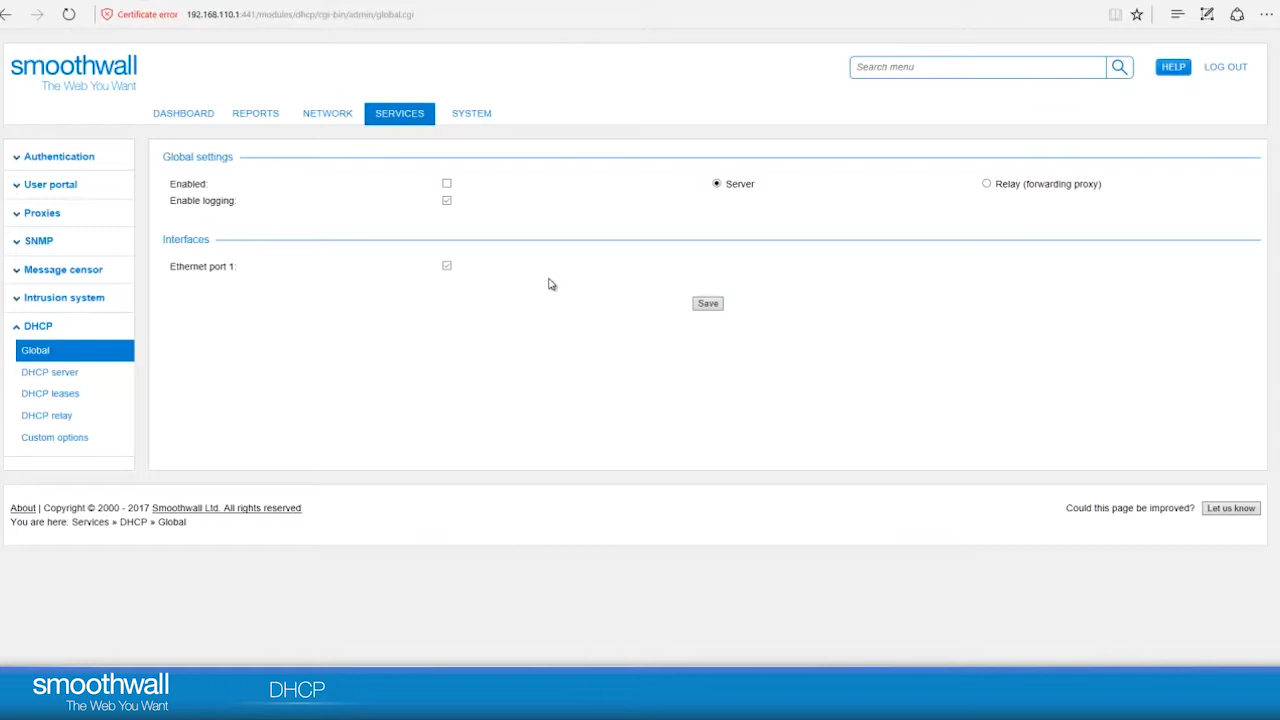 Certificate error 192.168.110.1:441/modules/dhcp/cgi-bin/admin/global.cgi
smoothwall
The Web You Want
Search menu
HELP
LOG OUT
DASHBOARD
REPORTS
NETWORK
SERVICES
SYSTEM
Authentication
User portal
Proxies
SNMP
Message censor
Intrusion system
DHCP
Global
DHCP server
DHCP leases
DHCP relay
Custom options
Global settings
Enabled:
Server
Relay (forwarding proxy)
Enable logging:
Interfaces
Ethernet port 1:
Save
About | Copyright © 2000 - 2017 Smoothwall Ltd. All rights reserved
You are here: Services » DHCP » Global
Could this page be improved?
Let us know
smoothwall
The Web You Want
DHCP